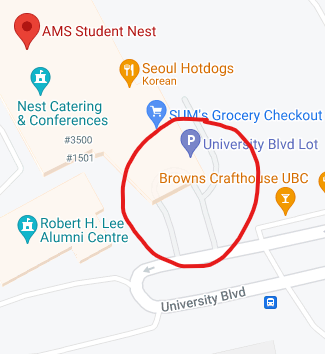 AMS Student Nest
Seoul Hotdogs
Korean
Nest Catering
& Conferences
SUM's Grocery Checkout
#3500
#1501
P
University Blvd Lot
Browns Crafthouse UBC
Robert H. Lee
Alumni Centre
University Blvd